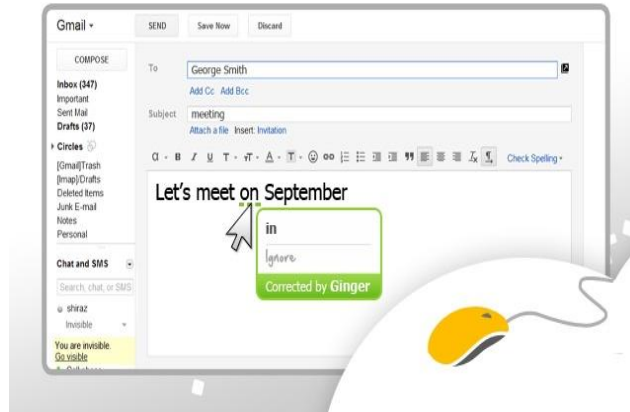 Gmail
SEND Save Now Discard
COMPOSE
Inbox (347)
Important
Sent Mail
Drafts (37)
Circles
[Gmail]Trash
[Imap]/Drafts
Deleted Items
Junk E-mail
Notes
Personal
Chat and SMS
Search, chat, or SMS
shiraz
Invisible
You are invisible.
Go visible
To George Smith
Add Cc Add Bcc
Subject meeting
Attach a file Insert: Invitation
B I U T T A T Check Spelling
Let's meet on September
in
Ignore
Corrected by Ginger